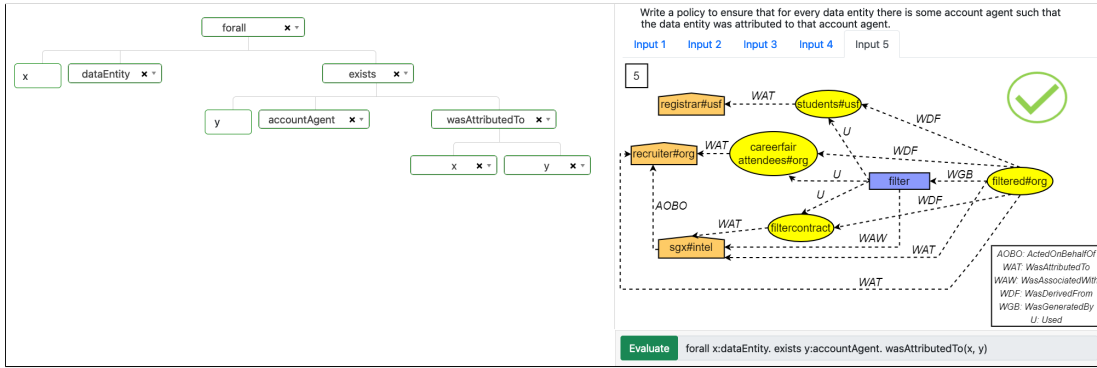 forall ×
x
dataEntity ×
exists ×
y
accountAgent ×
wasAttributedTo ×
x ×
y ×
Write a policy to ensure that for every data entity there is some account agent such that
the data entity was attributed to that account agent.
Input 1 Input 2 Input 3 Input 4 Input 5
5
registrar#usf
WAT
students#usf
WDF
U
recruiter#org
WAT
careerfair
attendees#org
WDF
U
filter
WGB
filtered#org
U
WDF
AOBO
WAT
filtercontract
WAW
sgx#intel
WAT
WAT
AOBO: ActedOnBehalfOf
WAT: WasAttributedTo
WAW: WasAssociatedWith
WDF: WasDerivedFrom
WGB: WasGeneratedBy
U: Used
Evaluate forall x:dataEntity. exists y:accountAgent. wasAttributedTo(x, y)